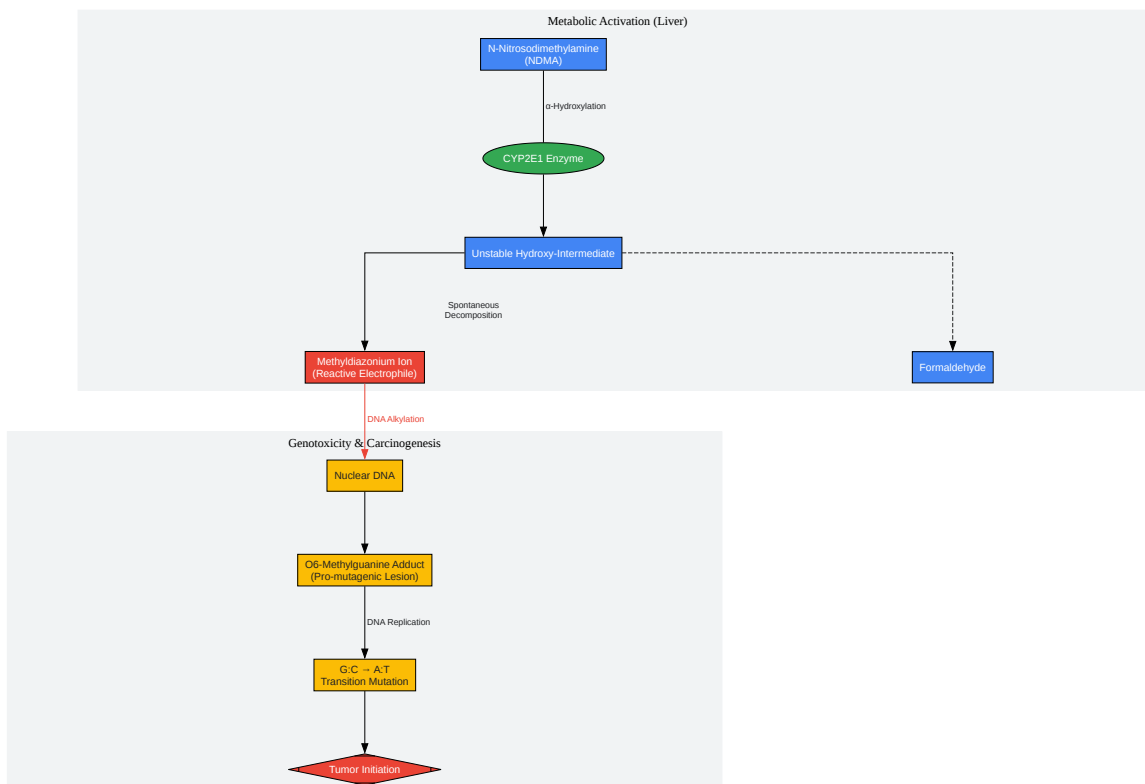 Metabolic Activation (Liver)
N-Nitrosodimethylamine
(NDMA)
α-Hydroxylation
CYP2E1 Enzyme
Unstable Hydroxy-Intermediate
Spontaneous
Decomposition
Methyldiazonium Ion
(Reactive Electrophile)
Formaldehyde
DNA Alkylation
Genotoxicity & Carcinogenesis
Nuclear DNA
O6-Methylguanine Adduct
(Pro-mutagenic Lesion)
DNA Replication
G:C → A:T
Transition Mutation
Tumor Initiation